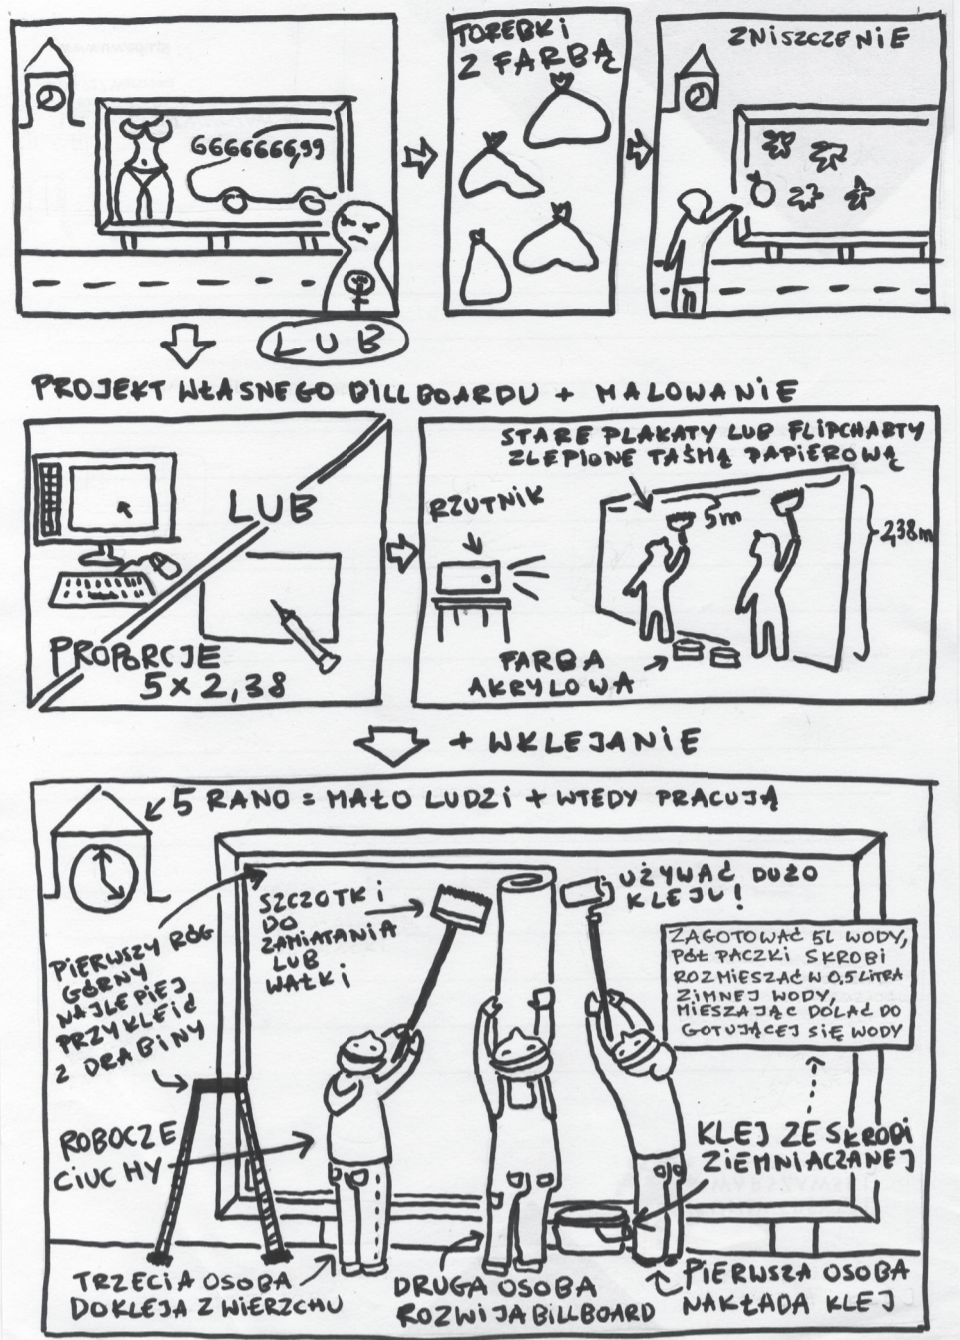 666666,99
TOREBKI
Z FARBĄ
ZNISZCZENIE
LUB
PROJEKT WŁASNEGO BILLBOARDU + MALOWANIE
LUB
PROPORCJE
5 x 2,38
STARE PLAKATY LUB FLIPCHARTY
ZLEPIONE TAŚMĄ PAPIEROWĄ
RZUTNIK
5m
2,38m
FARBA
AKRYLOWA
+ WKLEJANIE
5 RANO = MAŁO LUDZI + WTEDY PRACUJĄ
PIERWSZY RÓG
GÓRNY
NAJLEPIEJ
PRZYKLEIĆ
Z DRABINY
SZCZOTKI
DO
ZAMIATANIA
LUB
WAŁKI
UŻYWAĆ DUŻO
KLEJU!
ZAGOTOWAĆ 5L WODY,
PÓŁ PACZKI SKROBI
ROZMIESZAĆ W 0,5 LITRA
ZIMNEJ WODY,
MIESZAJĄC DOLAĆ DO
GOTUJĄCEJ SIĘ WODY
ROBOCZE
CIUCHY
KLEJ ZE SKROBI
ZIEMNIACZANEJ
TRZECIA OSOBA
DOKLEJA Z WIERZCHU
DRUGA OSOBA
ROZWIJA BILLBOARD
PIERWSZA OSOBA
NAKŁADA KLEJ